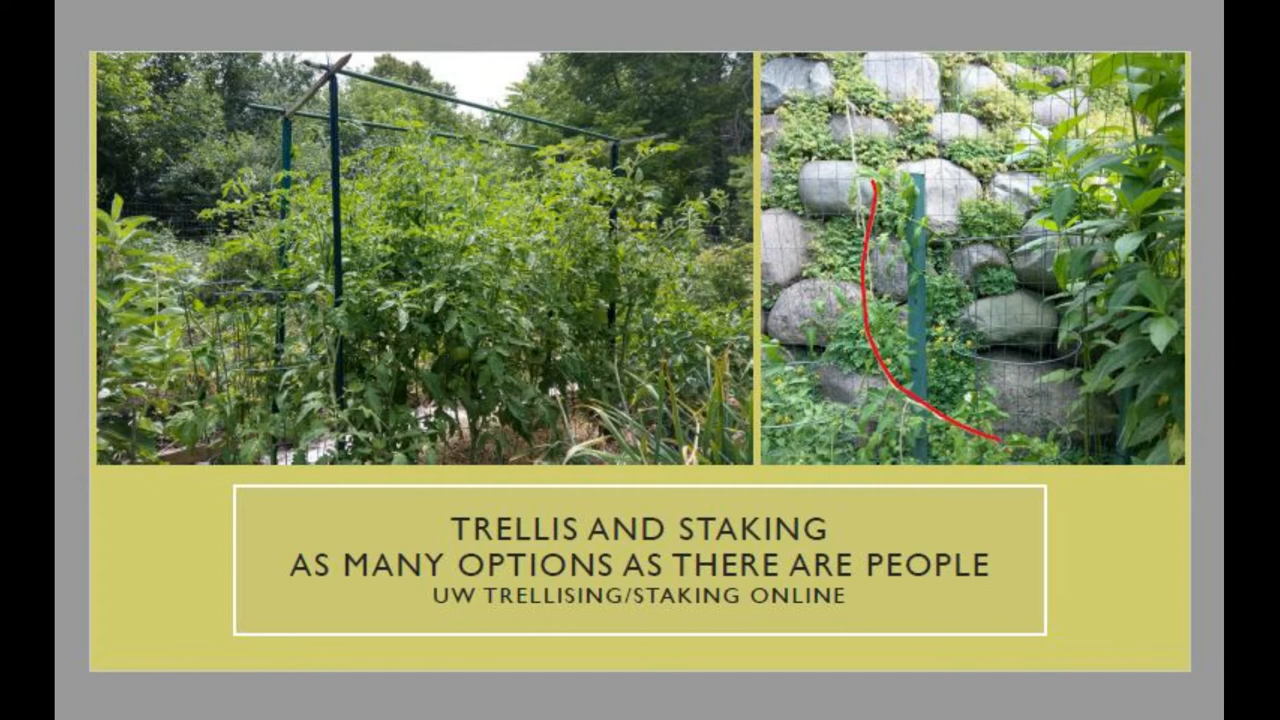 TRELLIS AND STAKING
AS MANY OPTIONS AS THERE ARE PEOPLE
UW TRELLISING/STAKING ONLINE